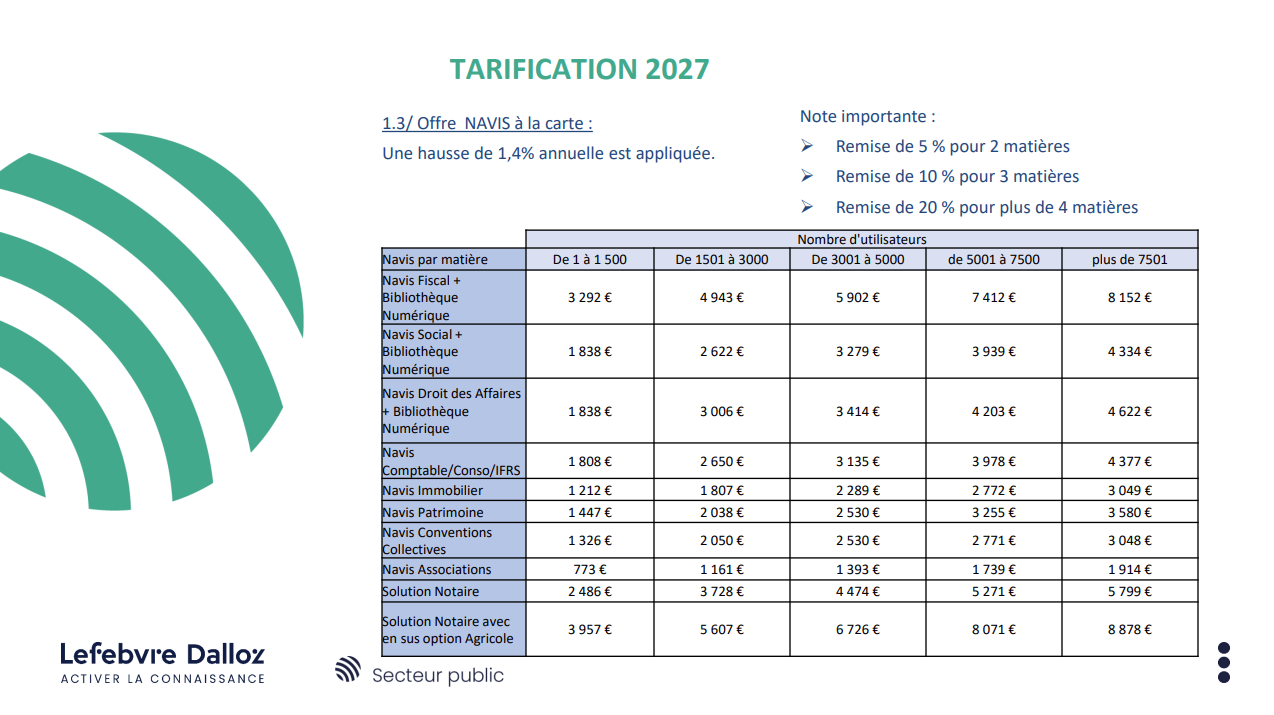 TARIFICATION 2027
1.3/ Offre  NAVIS à la carte :
Une hausse de 1,4% annuelle est appliquée.
Note importante :
Remise de 5 % pour 2 matières
Remise de 10 % pour 3 matières
Remise de 20 % pour plus de 4 matières
Nombre d'utilisateurs
Navis par matière De 1 à 1 500 De 1501 à 3000 De 3001 à 5000 de 5001 à 7500 plus de 7501
Navis Fiscal +
Bibliothèque
Numérique
3 292 € 4 943 € 5 902 € 7 412 € 8 152 €
Navis Social +
Bibliothèque
Numérique
1 838 € 2 622 € 3 279 € 3 939 € 4 334 €
Navis Droit des Affaires
+ Bibliothèque
Numérique
1 838 € 3 006 € 3 414 € 4 203 € 4 622 €
Navis
Comptable/Conso/IFRS
1 808 € 2 650 € 3 135 € 3 978 € 4 377 €
Navis Immobilier 1 212 € 1 807 € 2 289 € 2 772 € 3 049 €
Navis Patrimoine 1 447 € 2 038 € 2 530 € 3 255 € 3 580 €
Navis Conventions
Collectives
1 326 € 2 050 € 2 530 € 2 771 € 3 048 €
Navis Associations 773 € 1 161 € 1 393 € 1 739 € 1 914 €
Solution Notaire 2 486 € 3 728 € 4 474 € 5 271 € 5 799 €
Solution Notaire avec
en sus option Agricole
3 957 € 5 607 € 6 726 € 8 071 € 8 878 €
Lefebvre Dalloz
ACTIVER LA CONNAISSANCE
Secteur public